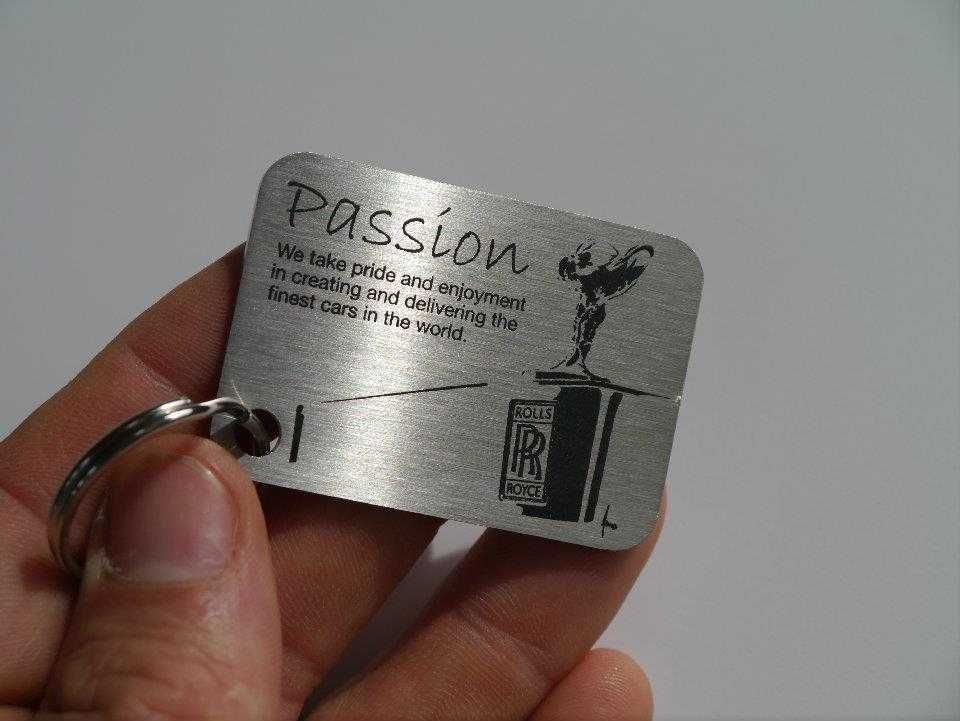 Passion
We take pride and enjoyment
in creating and delivering the
finest cars in the world.
ROLLS
RR
ROYCE